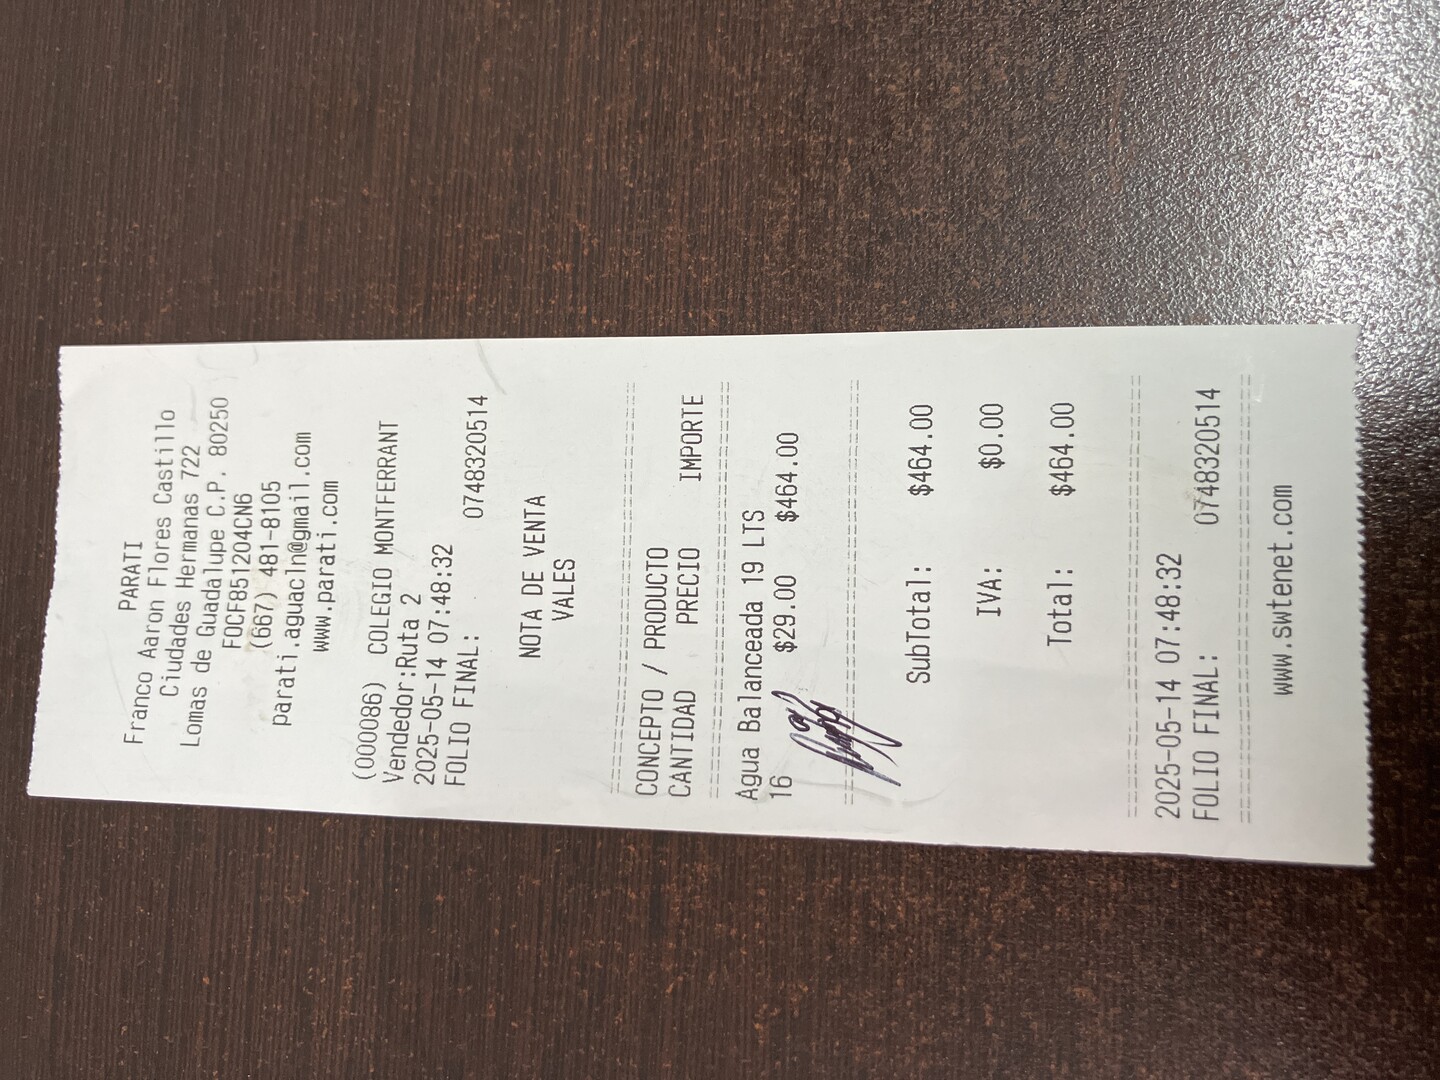 PARATI
Franco Aaron Flores Castillo
Ciudades Hermanas 722
Lomas de Guadalupe C.P. 80250
FOCF851204CN6
(667) 481-8105
parati.aguacln@gmail.com
www.parati.com
(000086) COLEGIO MONTFERRANT
Vendedor:Ruta 2
2025-05-14 07:48:32
FOLIO FINAL: 0748320514
NOTA DE VENTA
VALES
CONCEPTO / PRODUCTO
CANTIDAD PRECIO IMPORTE
Agua Balanceada 19 LTS
16 $29.00 $464.00
SubTotal: $464.00
IVA: $0.00
Total: $464.00
2025-05-14 07:48:32
FOLIO FINAL: 0748320514
www.swtenet.com